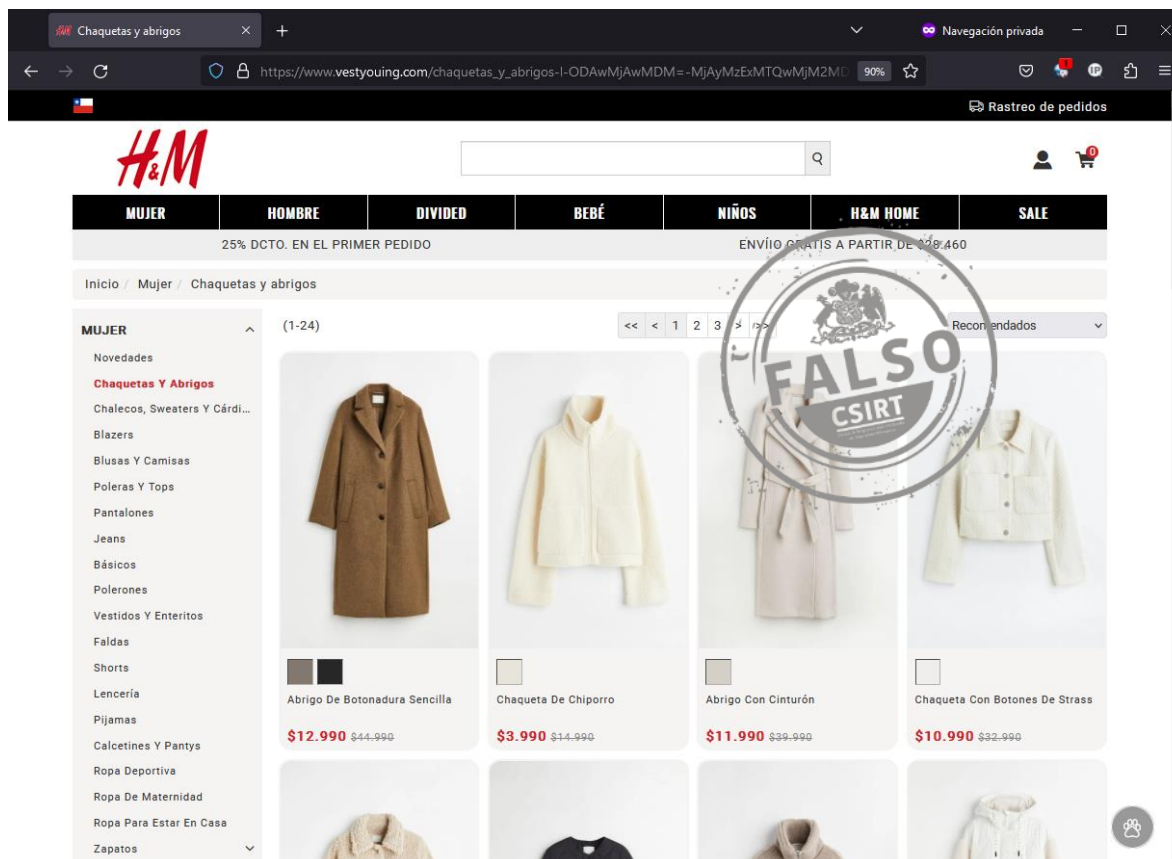 H&M Chaquetas y abrigos
Navegación privada
https://www.vestyouing.com/chaquetas_y_abrigos-l-ODAwMjAwMDM=-MjAyMzExMTQwMjM2MD
90%
1
IP
Rastreo de pedidos
H&M
0
MUJER HOMBRE DIVIDED BEBÉ NIÑOS H&M HOME SALE
25% DCTO. EN EL PRIMER PEDIDO ENVÍIO GRATIS A PARTIR DE $28.460
Inicio / Mujer / Chaquetas y abrigos
MUJER
(1-24)
<< < 1 2 3 > >>
Recomendados
Novedades
Chaquetas Y Abrigos
Chalecos, Sweaters Y Cárdi...
Blazers
Blusas Y Camisas
Poleras Y Tops
Pantalones
Jeans
Básicos
Polerones
Vestidos Y Enteritos
Faldas
Shorts
Lencería
Pijamas
Calcetines Y Pantys
Ropa Deportiva
Ropa De Maternidad
Ropa Para Estar En Casa
Zapatos
FALSO
CSIRT
Abrigo De Botonadura Sencilla
$12.990 $44.990
Chaqueta De Chiporro
$3.990 $14.990
Abrigo Con Cinturón
$11.990 $39.990
Chaqueta Con Botones De Strass
$10.990 $32.990